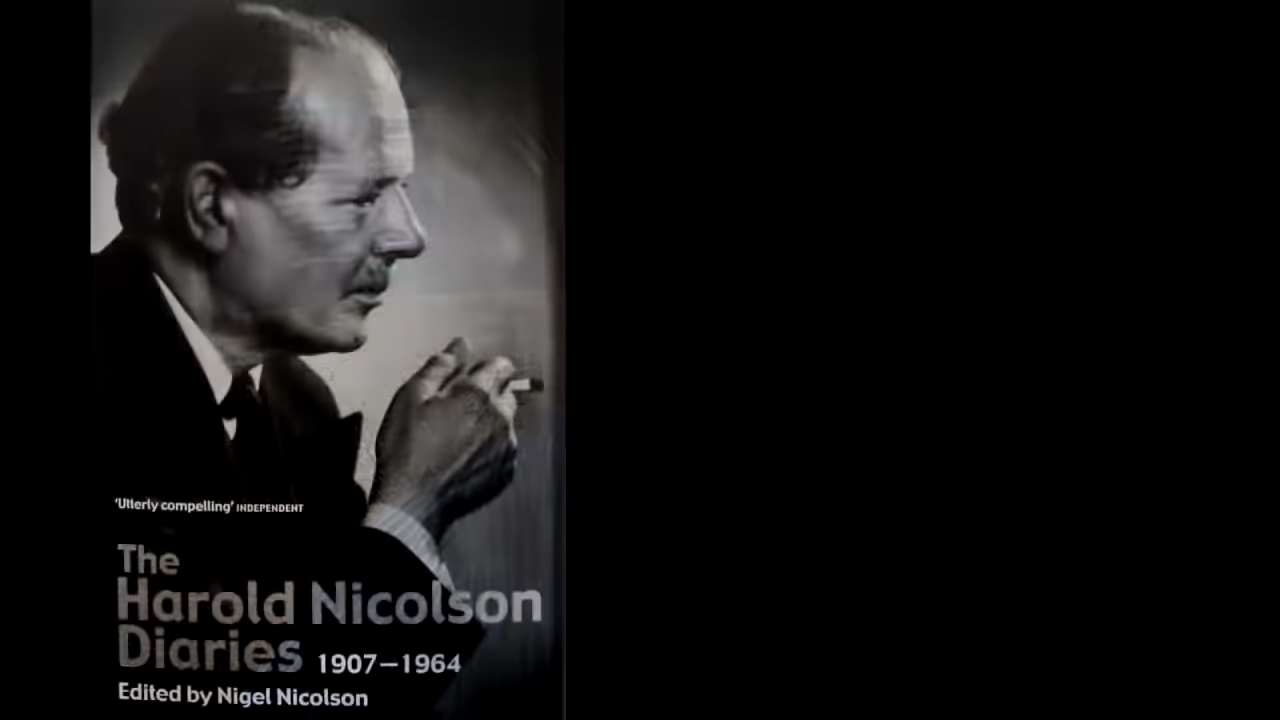 ‘Utterly compelling’ INDEPENDENT
The
Harold Nicolson
Diaries 1907–1964
Edited by Nigel Nicolson